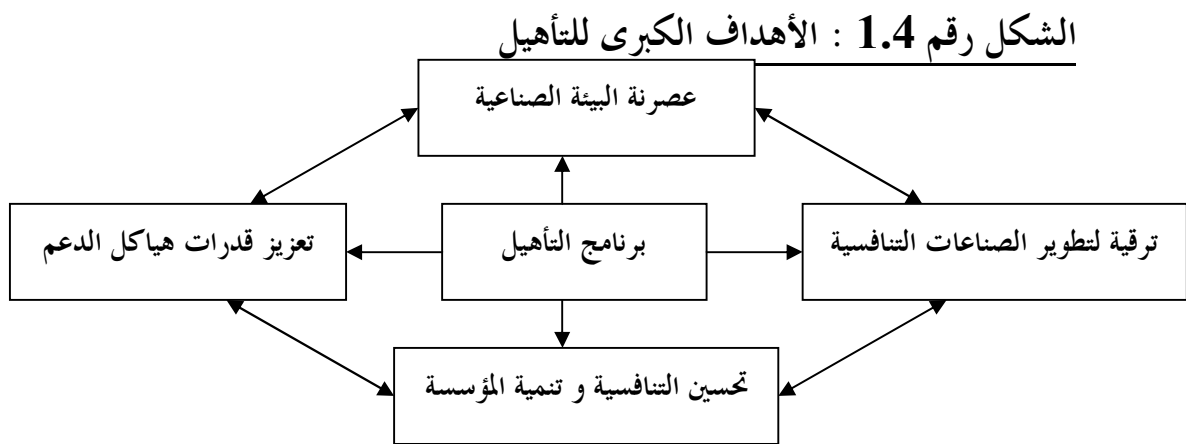 الشكل رقم 1.4 : الأهداف الكبرى للتأهيل
عصرنة البيئة الصناعية
ترقية لتطوير الصناعات التنافسية
برنامج التأهيل
تعزيز قدرات هياكل الدعم
تحسين التنافسية و تنمية المؤسسة